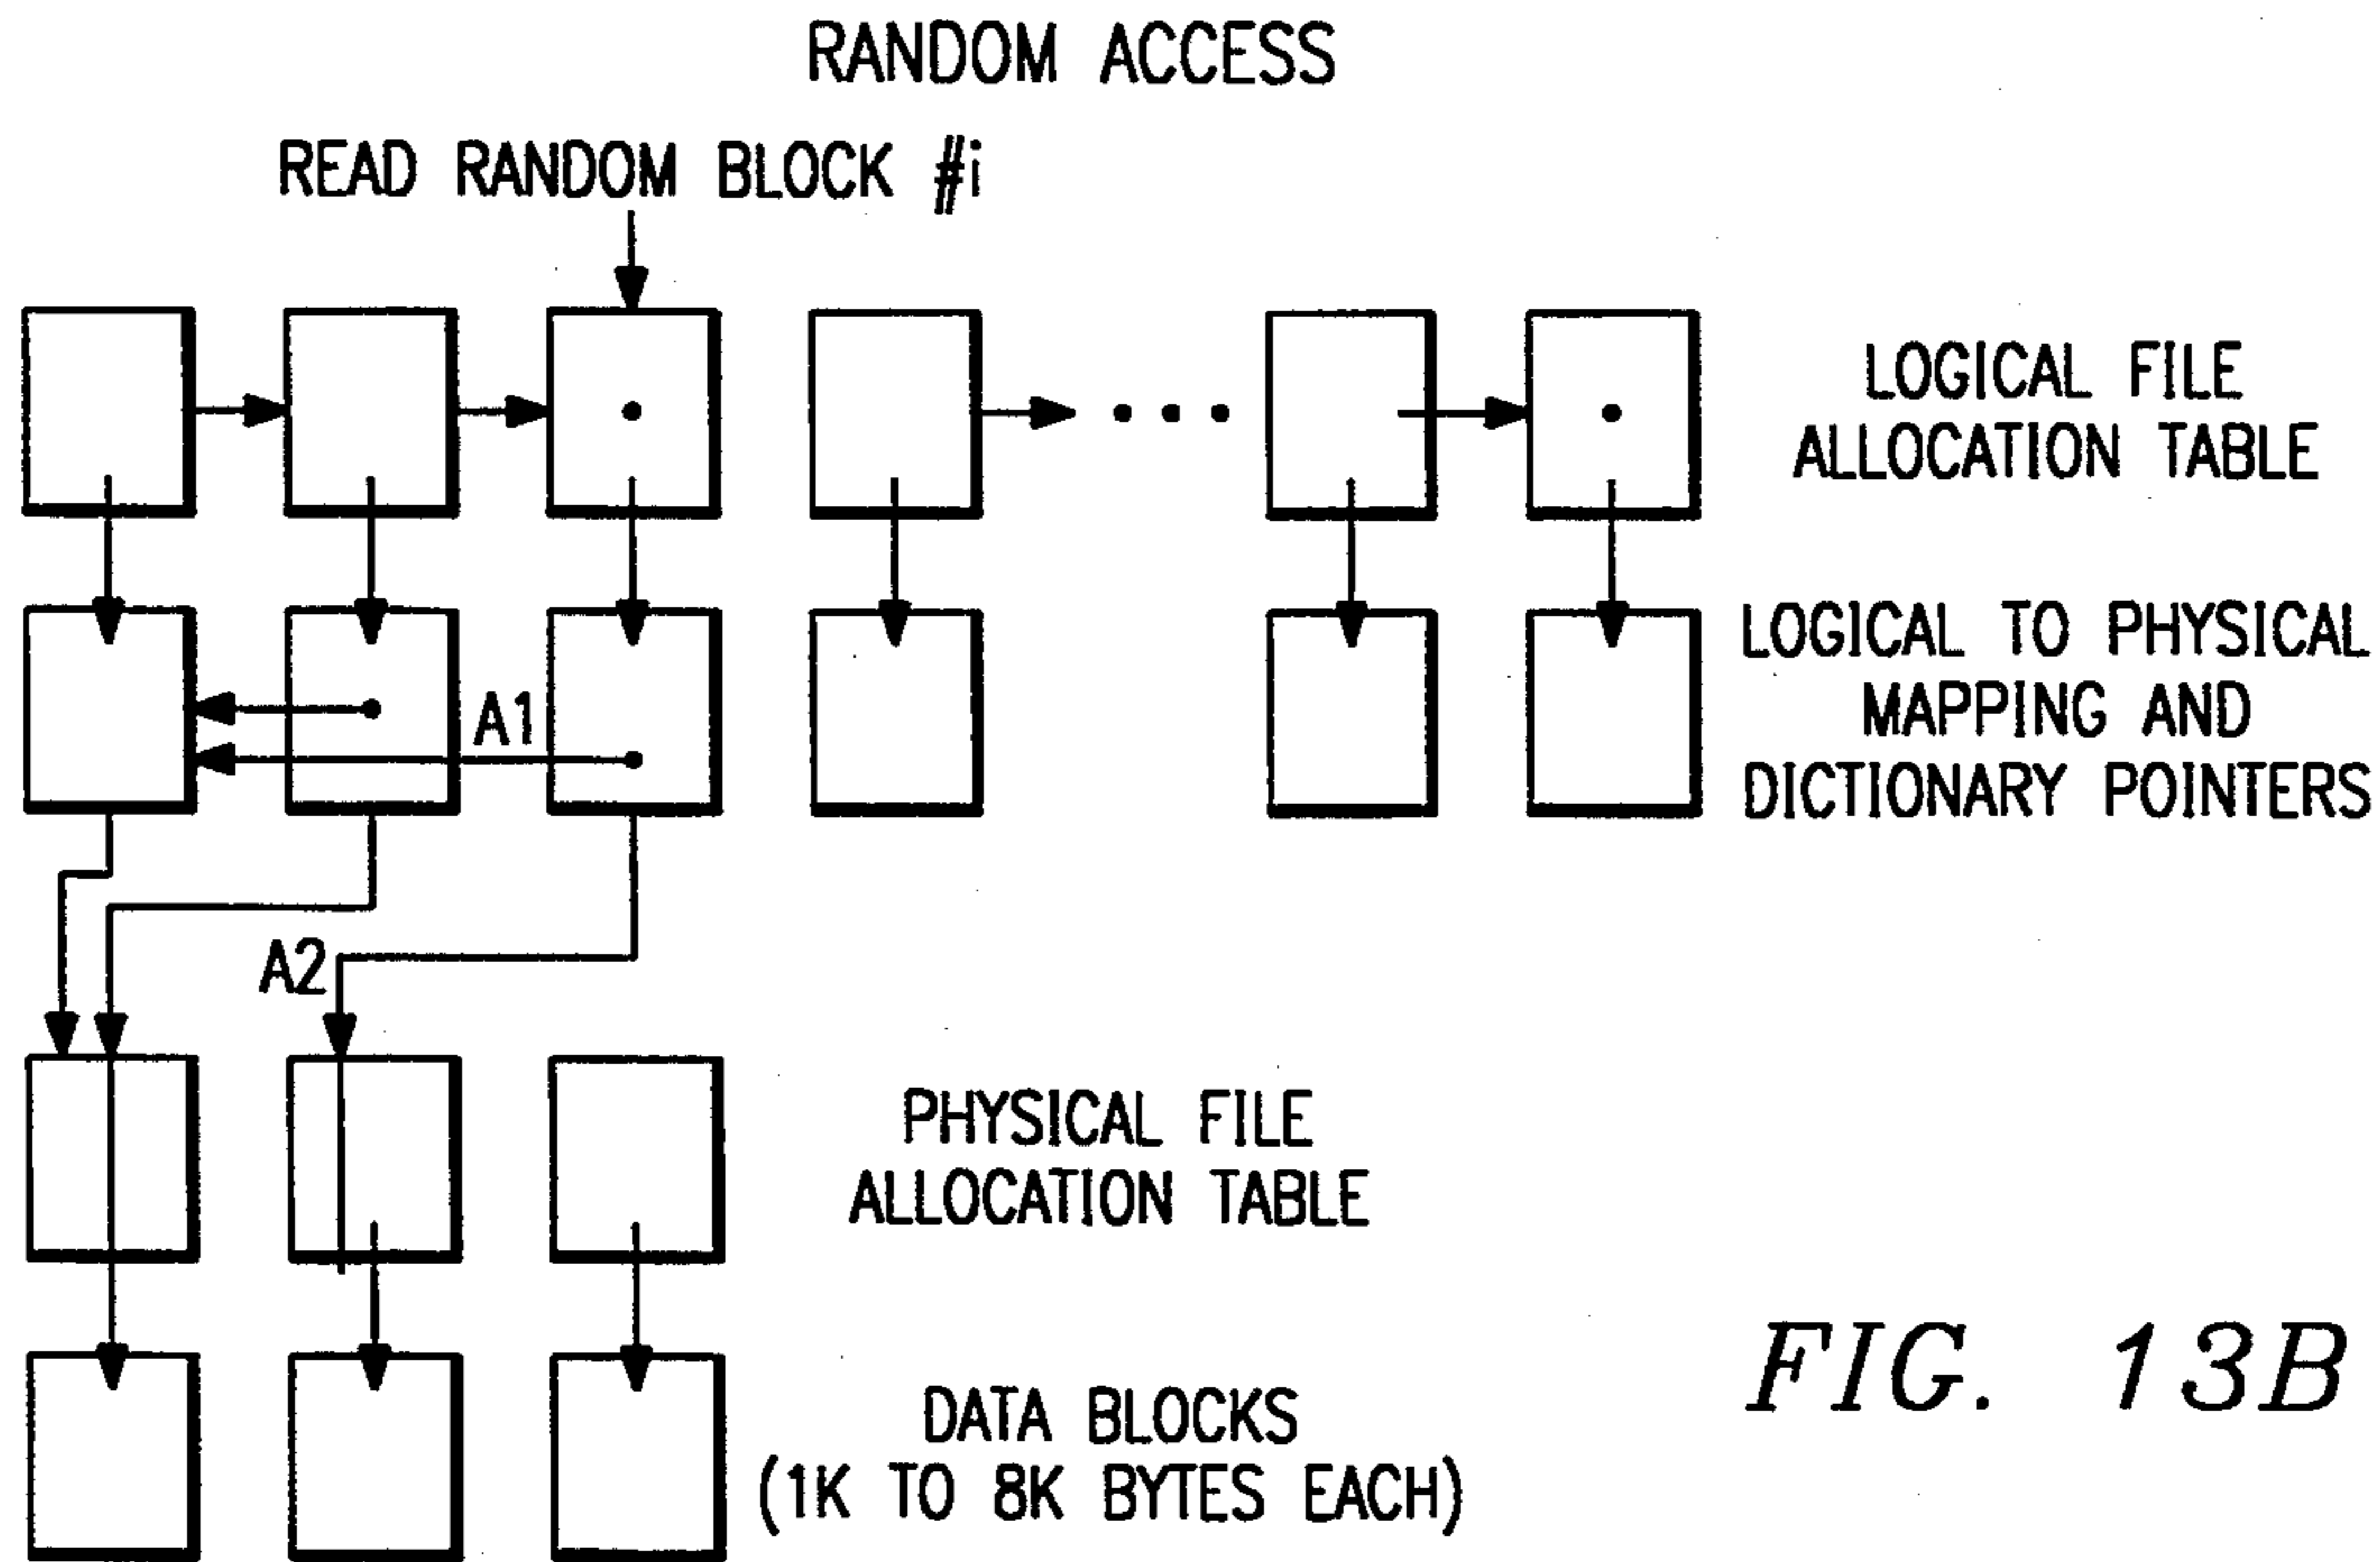 RANDOM ACCESS
READ RANDOM BLOCK #i
LOGICAL FILE
ALLOCATION TABLE
LOGICAL TO PHYSICAL
MAPPING AND
DICTIONARY POINTERS
A1
A2
PHYSICAL FILE
ALLOCATION TABLE
DATA BLOCKS
(1K TO 8K BYTES EACH)
FIG. 13B